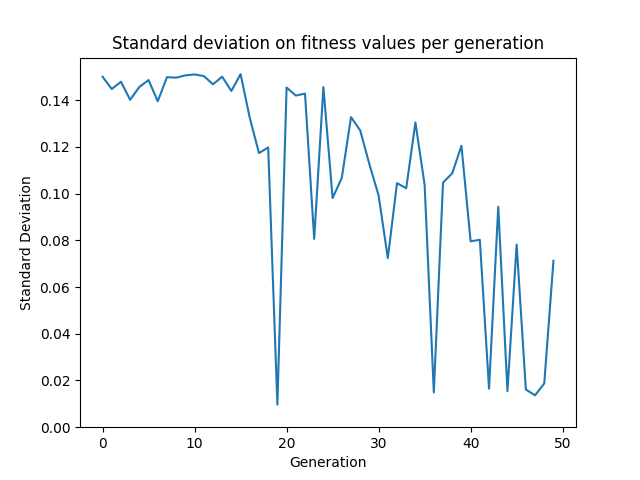 Standard deviation on fitness values per generation
0.14
0.12
0.10
0.08
0.06
0.04
0.02
0.00
Standard Deviation
0 10 20 30 40 50
Generation